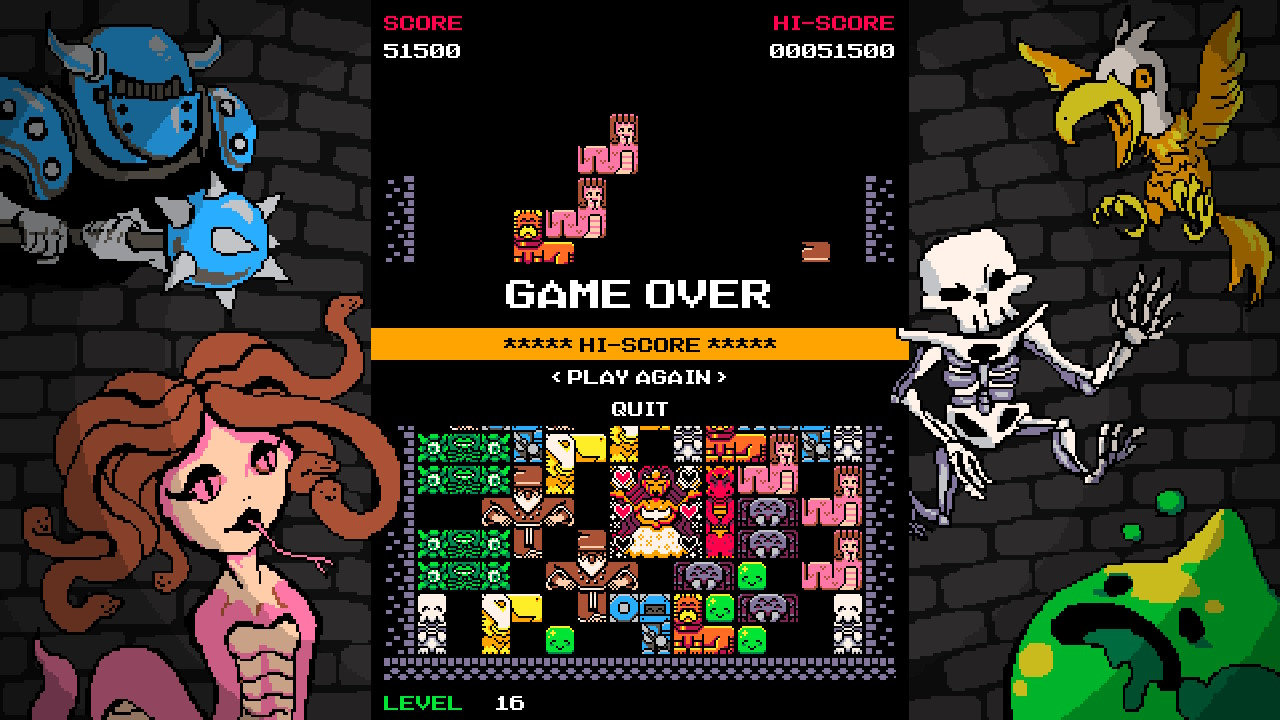 SCORE HI-SCORE
51500 00051500
GAME OVER
***** HI-SCORE *****
< PLAY AGAIN >
QUIT
LEVEL 16